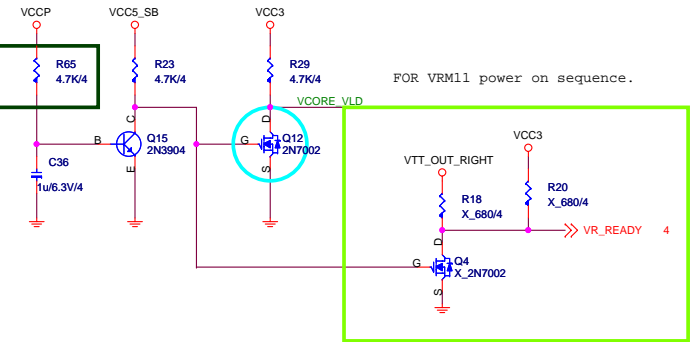 VCCP
VCC5_SB
VCC3
R65
4.7K/4
R23
4.7K/4
R29
4.7K/4
FOR VRM11 power on sequence.
VCORE_VLD
C
D
B
Q15
2N3904
G
Q12
2N7002
E
S
C36
1u/6.3V/4
VCC3
VTT_OUT_RIGHT
R18
X_680/4
R20
X_680/4
VR_READY 4
D
G
Q4
X_2N7002
S